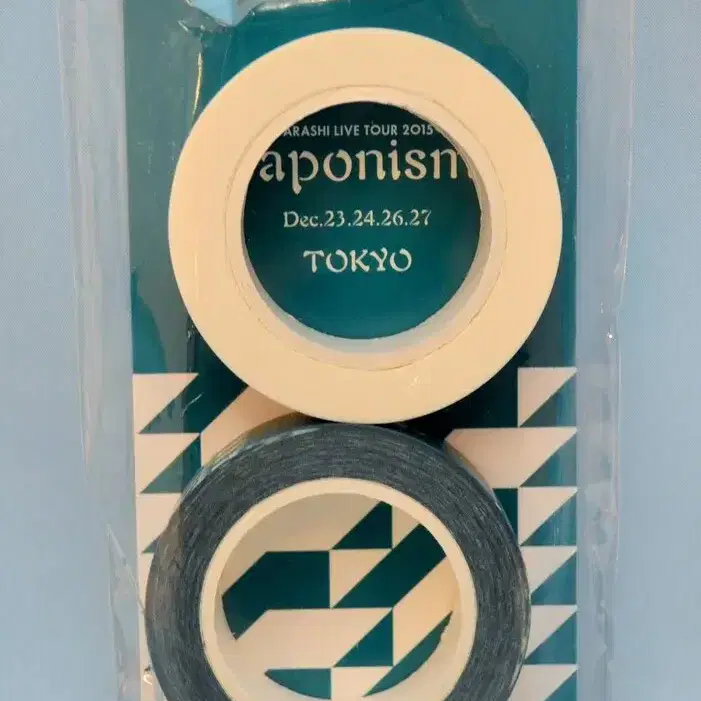 ARASHI LIVE TOUR 2015
aponism
Dec.23.24.26.27
TOKYO